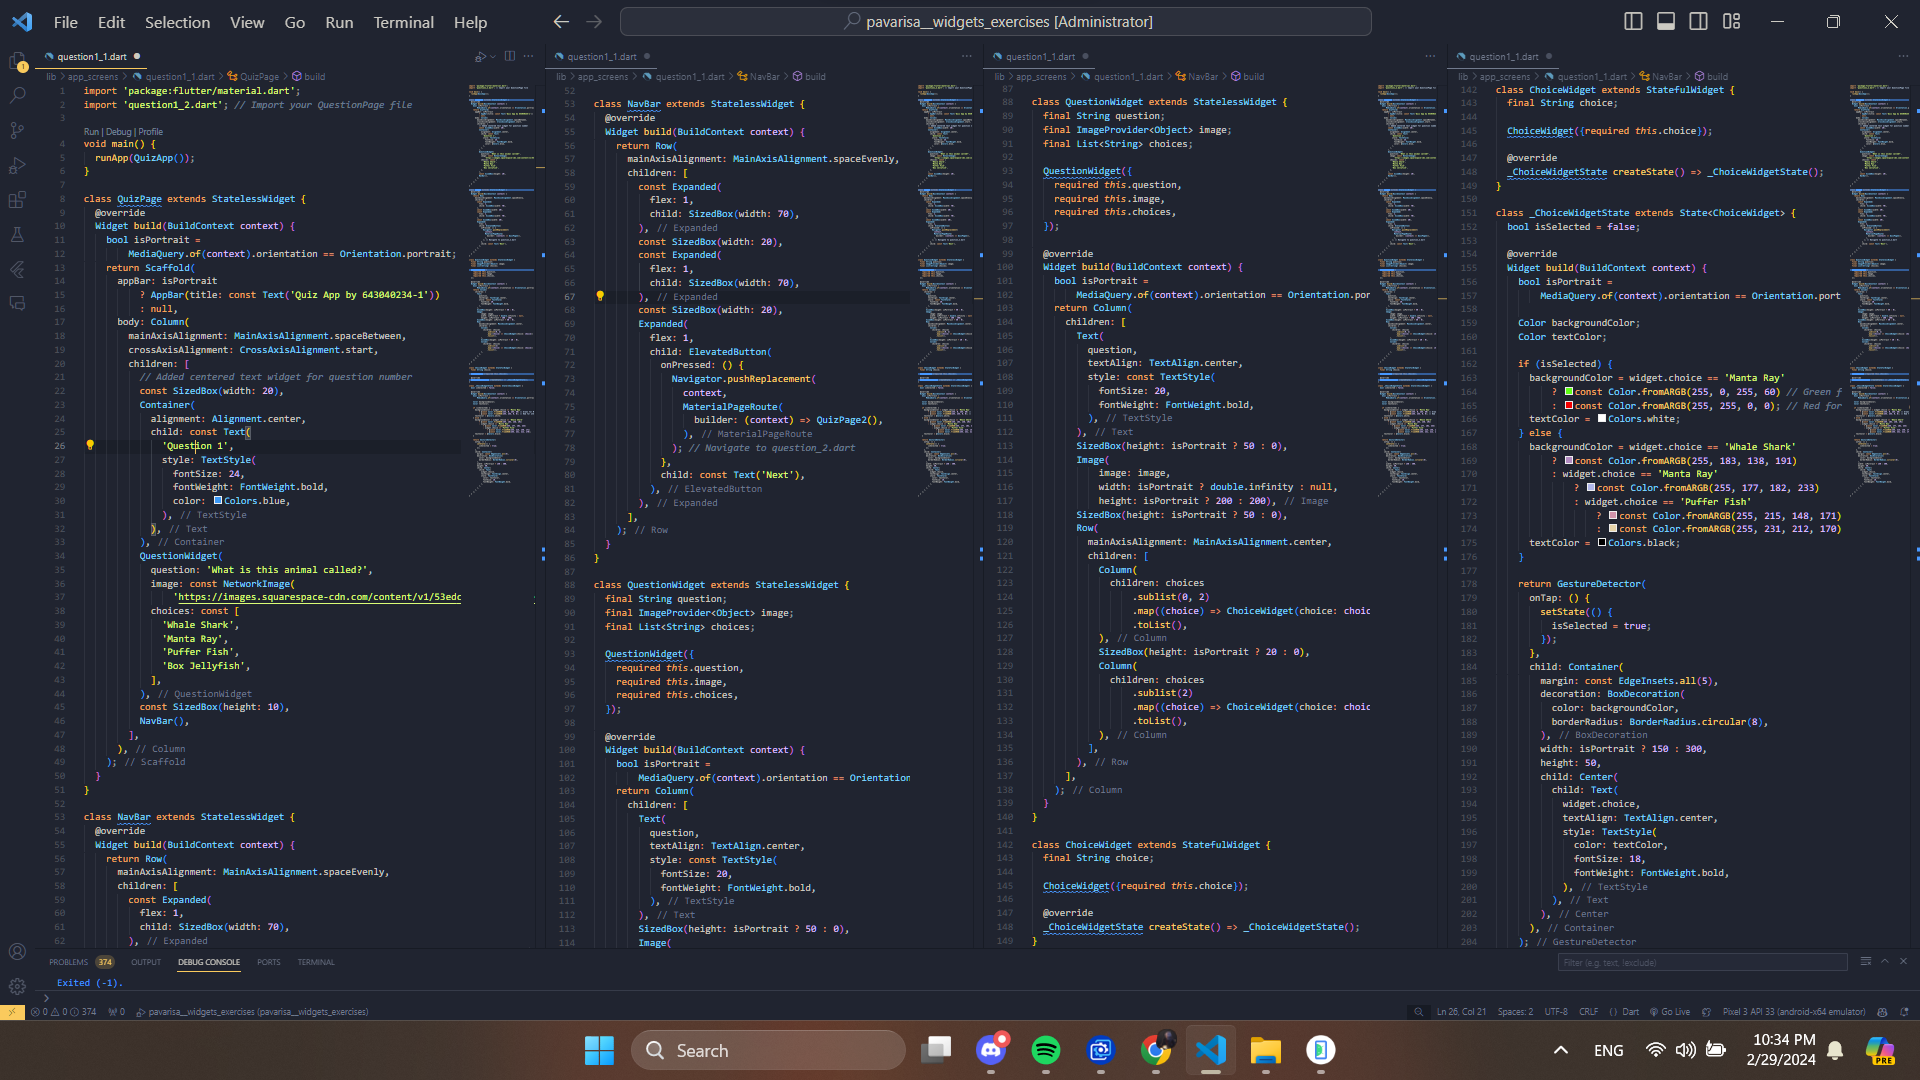 File Edit Selection View Go Run Terminal Help
pavarisa__widgets_exercises [Administrator]
question1_1.dart
lib > app_screens > question1_1.dart > QuizPage > build
1 import 'package:flutter/material.dart';
2 import 'question1_2.dart'; // Import your QuestionPage file
3
Run | Debug | Profile
4 void main() {
5 runApp(QuizApp());
6 }
7
8 class QuizPage extends StatelessWidget {
9 @override
10 Widget build(BuildContext context) {
11 bool isPortrait =
12 MediaQuery.of(context).orientation == Orientation.portrait;
13 return Scaffold(
14 appBar: isPortrait
15 ? AppBar(title: const Text('Quiz App by 643040234-1'))
16 : null,
17 body: Column(
18 mainAxisAlignment: MainAxisAlignment.spaceBetween,
19 crossAxisAlignment: CrossAxisAlignment.start,
20 children: [
21 // Added centered text widget for question number
22 const SizedBox(width: 20),
23 Container(
24 alignment: Alignment.center,
25 child: const Text(
26 'Question 1',
27 style: TextStyle(
28 fontSize: 24,
29 fontWeight: FontWeight.bold,
30 color: Colors.blue,
31 ), // TextStyle
32 ), // Text
33 ), // Container
34 QuestionWidget(
35 question: 'What is this animal called?',
36 image: const NetworkImage(
37 'https://images.squarespace-cdn.com/content/v1/53edc
38 choices: const [
39 'Whale Shark',
40 'Manta Ray',
41 'Puffer Fish',
42 'Box Jellyfish',
43 ],
44 ), // QuestionWidget
45 const SizedBox(height: 10),
46 NavBar(),
47 ],
48 ), // Column
49 ); // Scaffold
50 }
51 }
52
53 class NavBar extends StatelessWidget {
54 @override
55 Widget build(BuildContext context) {
56 return Row(
57 mainAxisAlignment: MainAxisAlignment.spaceEvenly,
58 children: [
59 const Expanded(
60 flex: 1,
61 child: SizedBox(width: 70),
62 ), // Expanded
question1_1.dart
lib > app_screens > question1_1.dart > NavBar > build
52
53 class NavBar extends StatelessWidget {
54 @override
55 Widget build(BuildContext context) {
56 return Row(
57 mainAxisAlignment: MainAxisAlignment.spaceEvenly,
58 children: [
59 const Expanded(
60 flex: 1,
61 child: SizedBox(width: 70),
62 ), // Expanded
63 const SizedBox(width: 20),
64 const Expanded(
65 flex: 1,
66 child: SizedBox(width: 70),
67 ), // Expanded
68 const SizedBox(width: 20),
69 Expanded(
70 flex: 1,
71 child: ElevatedButton(
72 onPressed: () {
73 Navigator.pushReplacement(
74 context,
75 MaterialPageRoute(
76 builder: (context) => QuizPage2(),
77 ), // MaterialPageRoute
78 ); // Navigate to question_2.dart
79 },
80 child: const Text('Next'),
81 ), // ElevatedButton
82 ), // Expanded
83 ],
84 ); // Row
85 }
86 }
87
88 class QuestionWidget extends StatelessWidget {
89 final String question;
90 final ImageProvider<Object> image;
91 final List<String> choices;
92
93 QuestionWidget({
94 required this.question,
95 required this.image,
96 required this.choices,
97 });
98
99 @override
100 Widget build(BuildContext context) {
101 bool isPortrait =
102 MediaQuery.of(context).orientation == Orientation
103 return Column(
104 children: [
105 Text(
106 question,
107 textAlign: TextAlign.center,
108 style: const TextStyle(
109 fontSize: 20,
110 fontWeight: FontWeight.bold,
111 ), // TextStyle
112 ), // Text
113 SizedBox(height: isPortrait ? 50 : 0),
114 Image(
question1_1.dart
lib > app_screens > question1_1.dart > NavBar > build
87
88 class QuestionWidget extends StatelessWidget {
89 final String question;
90 final ImageProvider<Object> image;
91 final List<String> choices;
92
93 QuestionWidget({
94 required this.question,
95 required this.image,
96 required this.choices,
97 });
98
99 @override
100 Widget build(BuildContext context) {
101 bool isPortrait =
102 MediaQuery.of(context).orientation == Orientation.por
103 return Column(
104 children: [
105 Text(
106 question,
107 textAlign: TextAlign.center,
108 style: const TextStyle(
109 fontSize: 20,
110 fontWeight: FontWeight.bold,
111 ), // TextStyle
112 ), // Text
113 SizedBox(height: isPortrait ? 50 : 0),
114 Image(
115 image: image,
116 width: isPortrait ? double.infinity : null,
117 height: isPortrait ? 200 : 200), // Image
118 SizedBox(height: isPortrait ? 50 : 0),
119 Row(
120 mainAxisAlignment: MainAxisAlignment.center,
121 children: [
122 Column(
123 children: choices
124 .sublist(0, 2)
125 .map((choice) => ChoiceWidget(choice: choic
126 .toList(),
127 ), // Column
128 SizedBox(height: isPortrait ? 20 : 0),
129 Column(
130 children: choices
131 .sublist(2)
132 .map((choice) => ChoiceWidget(choice: choic
133 .toList(),
134 ), // Column
135 ],
136 ), // Row
137 ],
138 ); // Column
139 }
140 }
141
142 class ChoiceWidget extends StatefulWidget {
143 final String choice;
144
145 ChoiceWidget({required this.choice});
146
147 @override
148 _ChoiceWidgetState createState() => _ChoiceWidgetState();
149 }
question1_1.dart
lib > app_screens > question1_1.dart > NavBar > build
142 class ChoiceWidget extends StatefulWidget {
143 final String choice;
144
145 ChoiceWidget({required this.choice});
146
147 @override
148 _ChoiceWidgetState createState() => _ChoiceWidgetState();
149 }
150
151 class _ChoiceWidgetState extends State<ChoiceWidget> {
152 bool isSelected = false;
153
154 @override
155 Widget build(BuildContext context) {
156 bool isPortrait =
157 MediaQuery.of(context).orientation == Orientation.port
158
159 Color backgroundColor;
160 Color textColor;
161
162 if (isSelected) {
163 backgroundColor = widget.choice == 'Manta Ray'
164 ? const Color.fromARGB(255, 0, 255, 60) // Green f
165 : const Color.fromARGB(255, 255, 0, 0); // Red for
166 textColor = Colors.white;
167 } else {
168 backgroundColor = widget.choice == 'Whale Shark'
169 ? const Color.fromARGB(255, 183, 138, 191)
170 : widget.choice == 'Manta Ray'
171 ? const Color.fromARGB(255, 177, 182, 233)
172 : widget.choice == 'Puffer Fish'
173 ? const Color.fromARGB(255, 215, 148, 171)
174 : const Color.fromARGB(255, 231, 212, 170)
175 textColor = Colors.black;
176 }
177
178 return GestureDetector(
179 onTap: () {
180 setState(() {
181 isSelected = true;
182 });
183 },
184 child: Container(
185 margin: const EdgeInsets.all(5),
186 decoration: BoxDecoration(
187 color: backgroundColor,
188 borderRadius: BorderRadius.circular(8),
189 ), // BoxDecoration
190 width: isPortrait ? 150 : 300,
191 height: 50,
192 child: Center(
193 child: Text(
194 widget.choice,
195 textAlign: TextAlign.center,
196 style: TextStyle(
197 color: textColor,
198 fontSize: 18,
199 fontWeight: FontWeight.bold,
200 ), // TextStyle
201 ), // Text
202 ), // Center
203 ), // Container
204 ); // GestureDetector
PROBLEMS 374 OUTPUT DEBUG CONSOLE PORTS TERMINAL
Filter (e.g. text, !exclude)
Exited (-1).
0 0 374 0 pavarisa__widgets_exercises (pavarisa__widgets_exercises)
Ln 26, Col 21 Spaces: 2 UTF-8 CRLF {} Dart Go Live Pixel 3 API 33 (android-x64 emulator)
Search
ENG
10:34 PM
2/29/2024
PRE